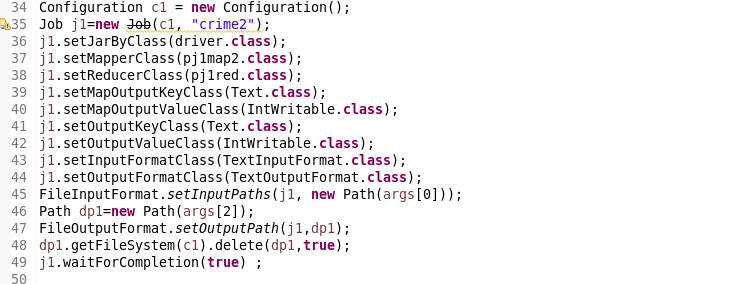 34 Configuration c1 = new Configuration();
35 Job j1=new Job(c1, "crime2");
36 j1.setJarByClass(driver.class);
37 j1.setMapperClass(pj1map2.class);
38 j1.setReducerClass(pj1red.class);
39 j1.setMapOutputKeyClass(Text.class);
40 j1.setMapOutputValueClass(IntWritable.class);
41 j1.setOutputKeyClass(Text.class);
42 j1.setOutputValueClass(IntWritable.class);
43 j1.setInputFormatClass(TextInputFormat.class);
44 j1.setOutputFormatClass(TextOutputFormat.class);
45 FileInputFormat.setInputPaths(j1, new Path(args[0]));
46 Path dp1=new Path(args[2]);
47 FileOutputFormat.setOutputPath(j1,dp1);
48 dp1.getFileSystem(c1).delete(dp1,true);
49 j1.waitForCompletion(true) ;
50